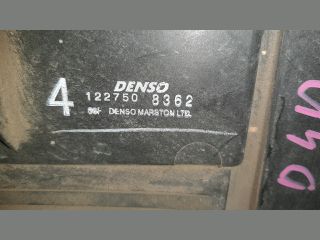 DENSO
4
122750 8362
DENSO MARSTON LTD.